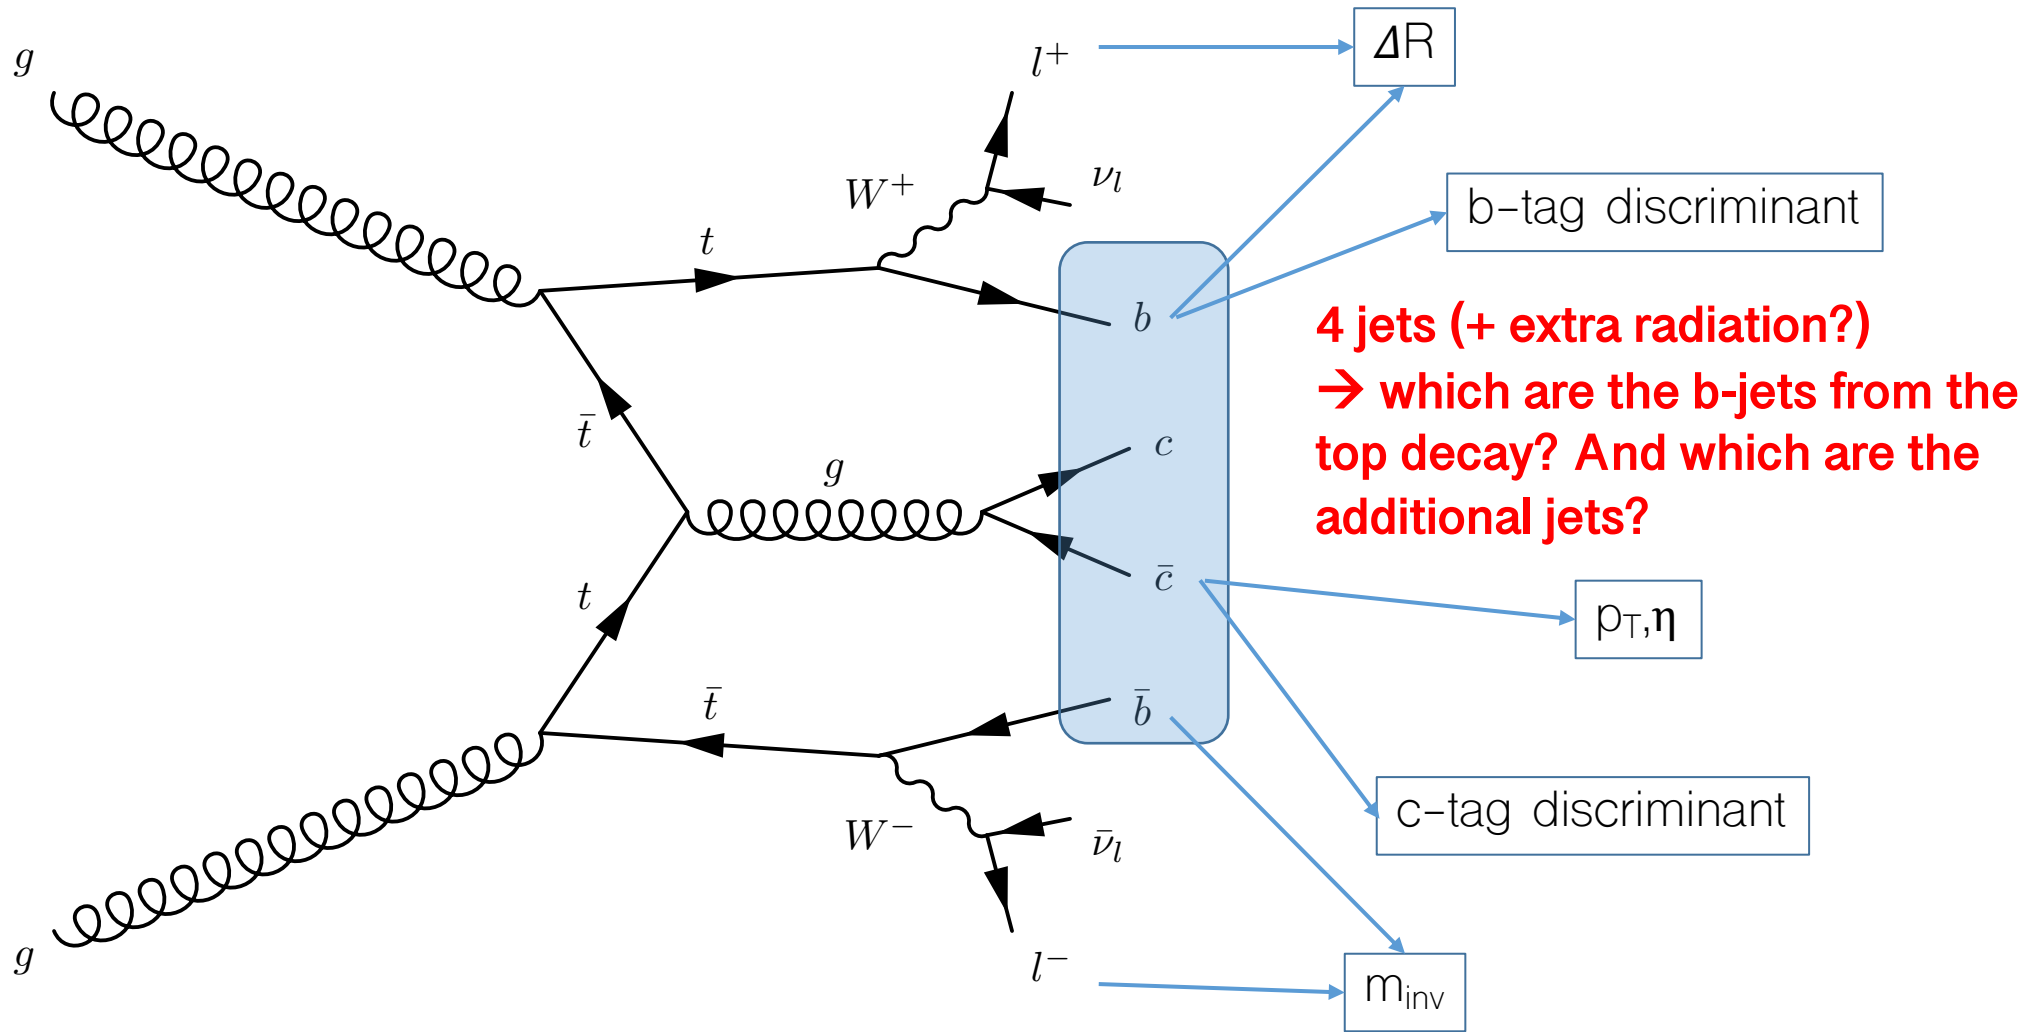 g
l⁺
ΔR
W⁺
ν_l
b-tag discriminant
t
b
4 jets (+ extra radiation?)
→ which are the b-jets from the
top decay? And which are the
additional jets?
t̄
g
c
c̄
t
p_T,η
t̄
b̄
c-tag discriminant
W⁻
ν̄_l
g
l⁻
m_inv